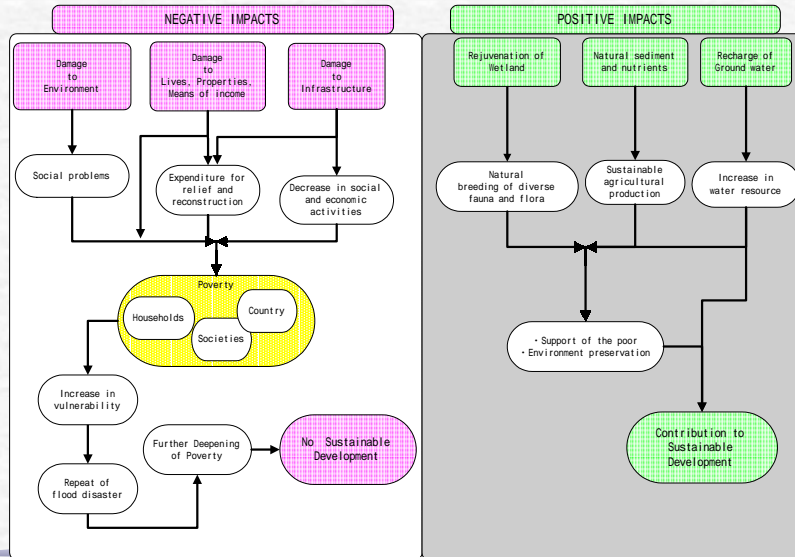 NEGATIVE IMPACTS
Damage
to
Environment
Damage
to
Lives, Properties,
Means of income
Damage
to
Infrastructure
Social problems
Expenditure for
relief and
reconstruction
Decrease in social
and economic
activities
Poverty
Households
Societies
Country
Increase in
vulnerability
Repeat of
flood disaster
Further Deepening
of Poverty
No Sustainable
Development
POSITIVE IMPACTS
Rejuvenation of
Wetland
Natural sediment
and nutrients
Recharge of
Ground water
Natural
breeding of diverse
fauna and flora
Sustainable
agricultural
production
Increase in
water resource
・Support of the poor
・Environment preservation
Contribution to
Sustainable
Development